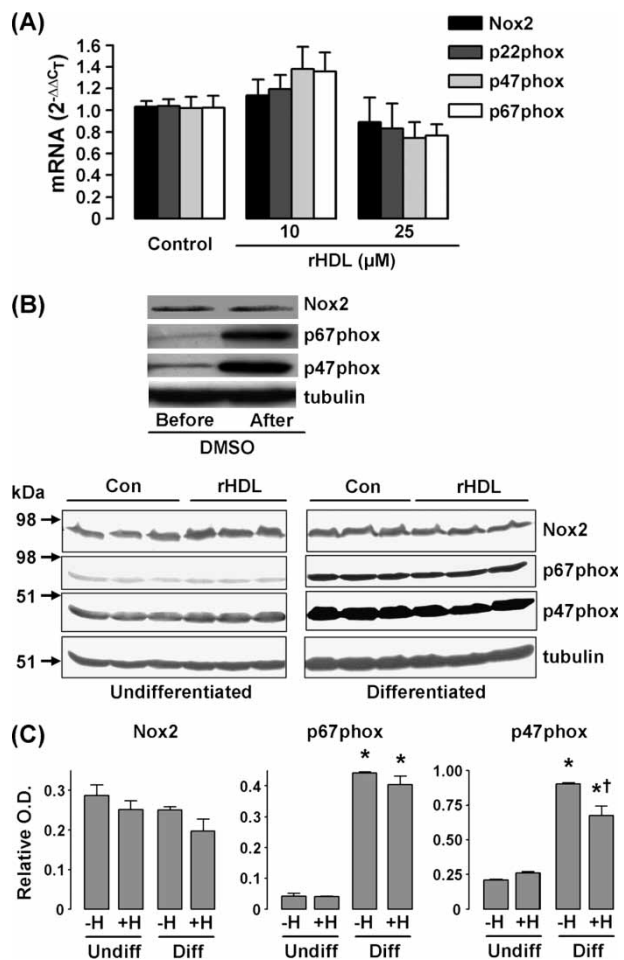 (A)
mRNA (2-ΔΔCT)
1.6
1.4
1.2
1.0
0.8
0.6
0.4
0.2
0
Nox2
p22phox
p47phox
p67phox
Control
10
25
rHDL (µM)
(B)
Nox2
p67phox
p47phox
tubulin
Before After
DMSO
kDa
Con rHDL Con rHDL
98
Nox2
98
p67phox
51
p47phox
51
tubulin
Undifferentiated Differentiated
(C)
Nox2 p67phox p47phox
Relative O.D.
0.3
0.2
0.1
0
0.4
0.2
0
1.00
0.75
0.50
0.25
0
* *
* *†
-H +H -H +H -H +H -H +H -H +H -H +H
Undiff Diff Undiff Diff Undiff Diff